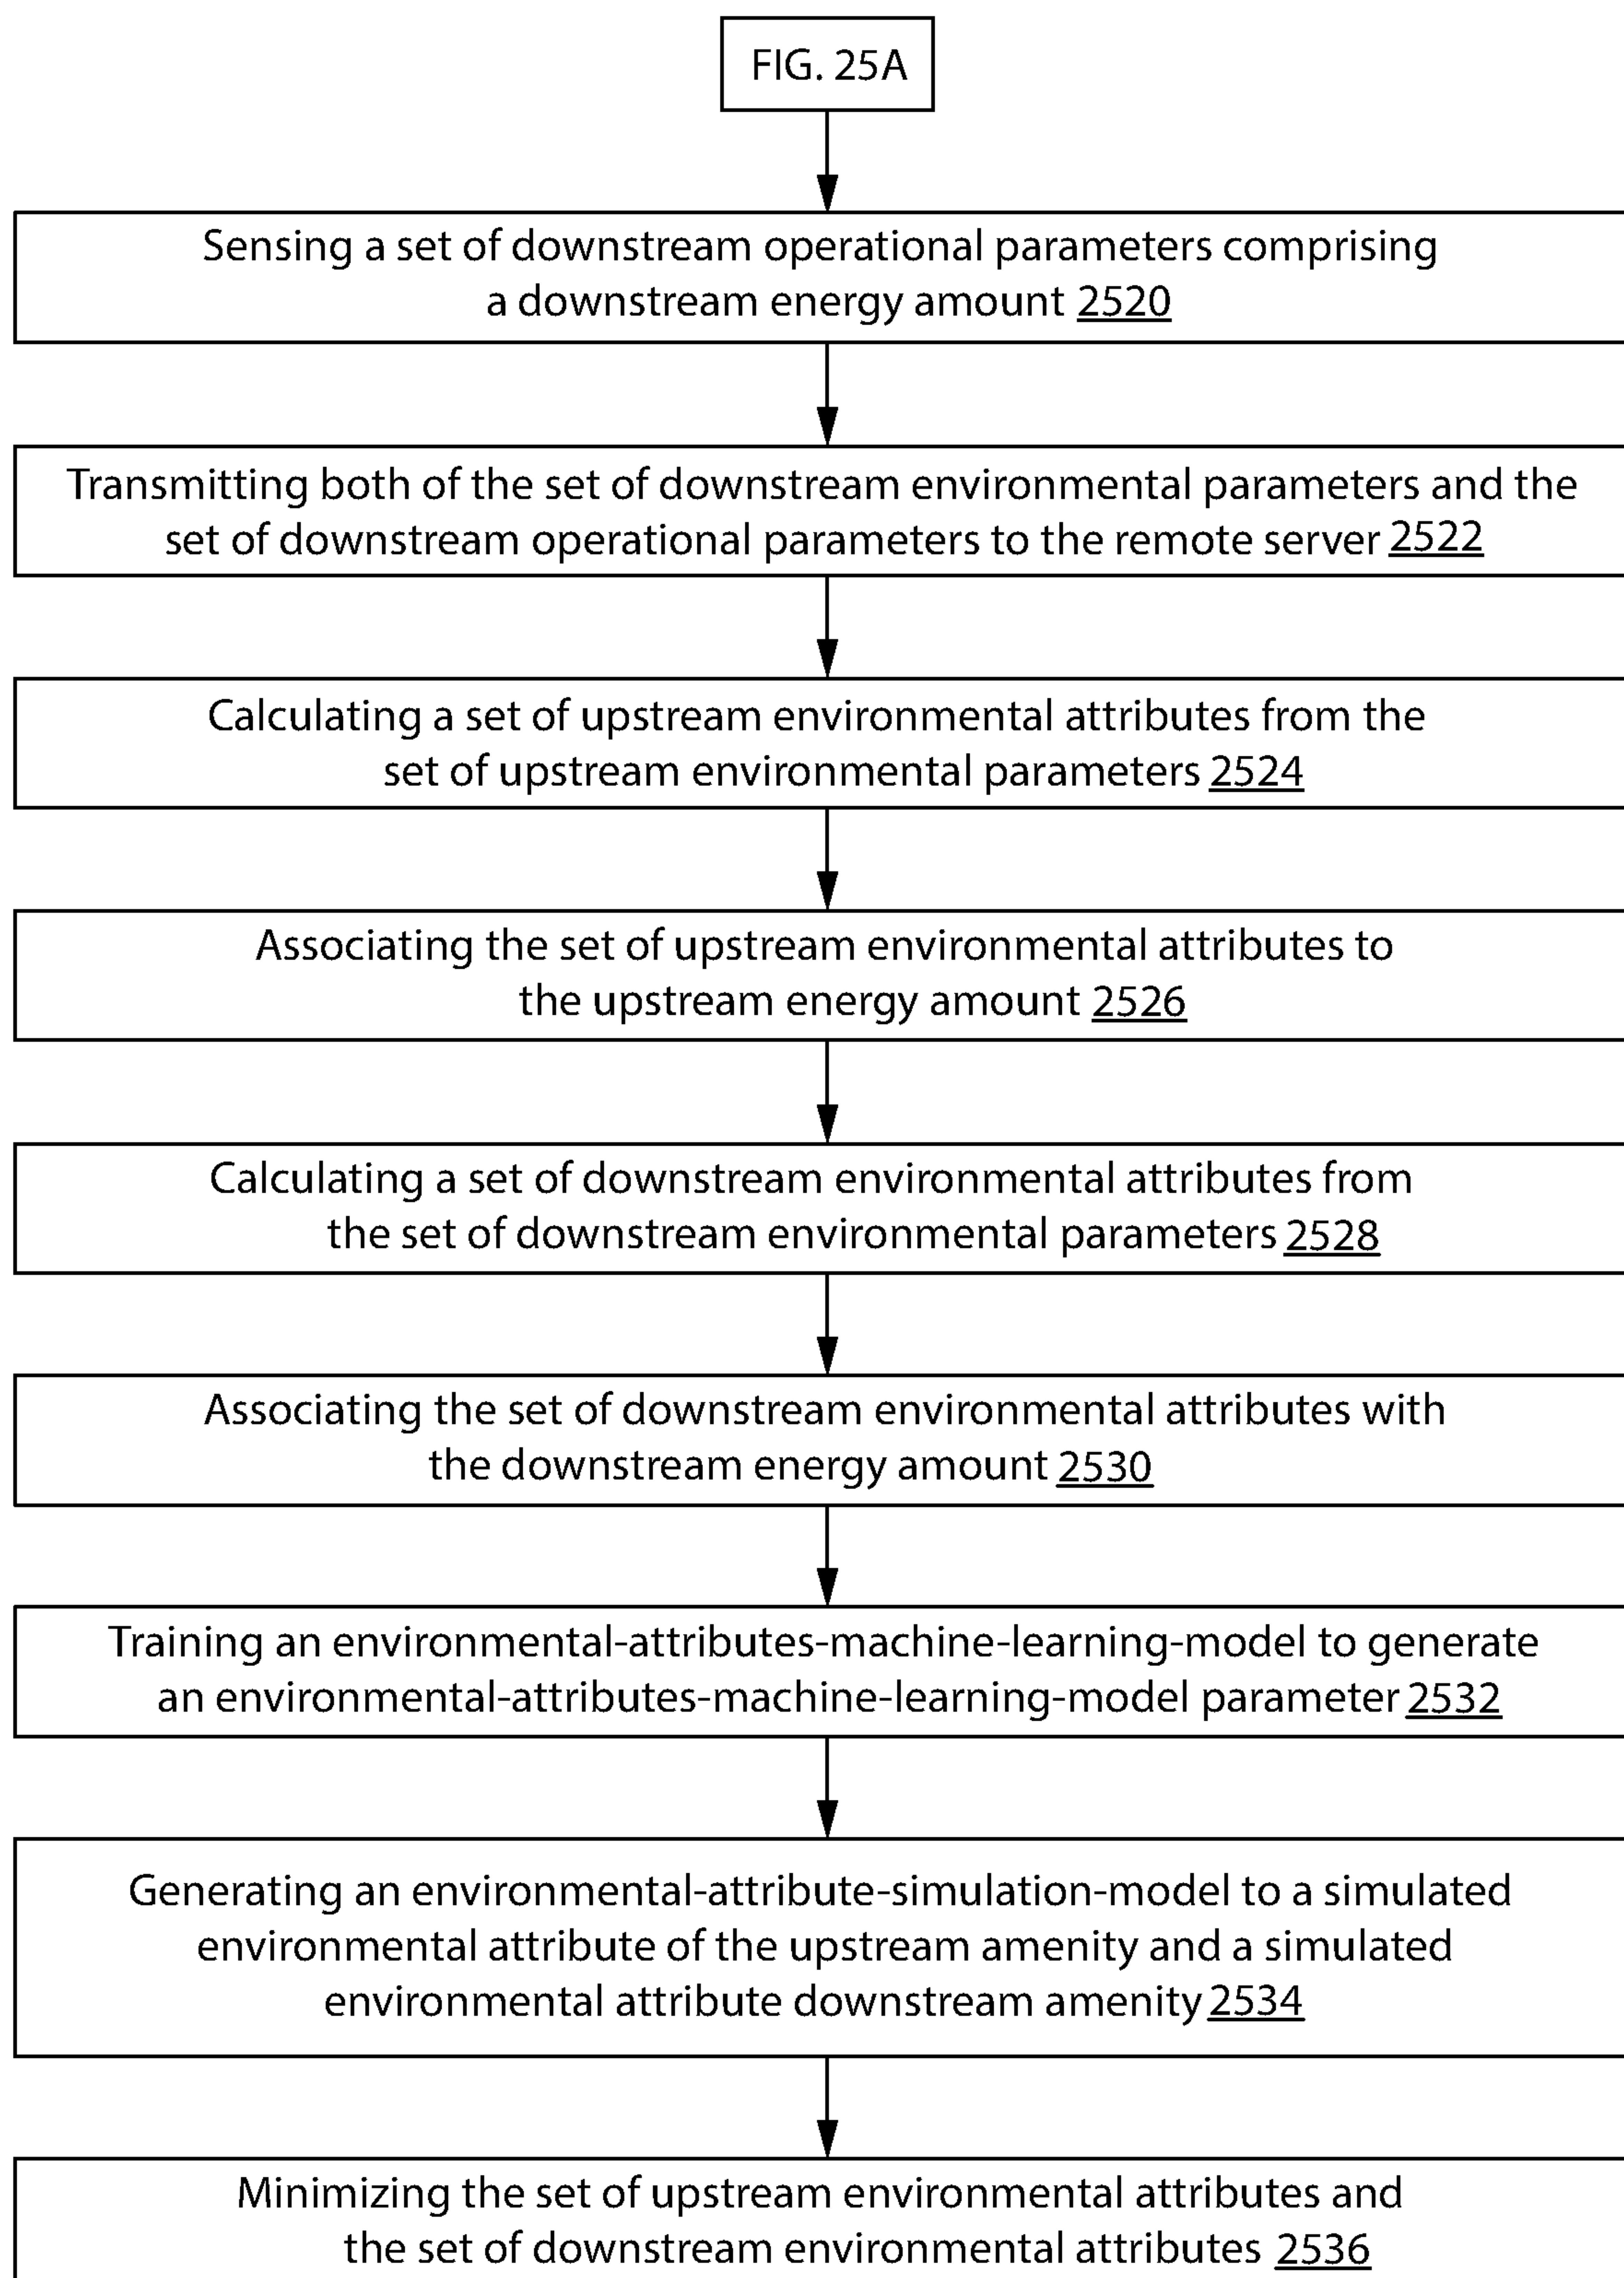 FIG. 25A
Sensing a set of downstream operational parameters comprising
a downstream energy amount 2520
Transmitting both of the set of downstream environmental parameters and the
set of downstream operational parameters to the remote server 2522
Calculating a set of upstream environmental attributes from the
set of upstream environmental parameters 2524
Associating the set of upstream environmental attributes to
the upstream energy amount 2526
Calculating a set of downstream environmental attributes from
the set of downstream environmental parameters 2528
Associating the set of downstream environmental attributes with
the downstream energy amount 2530
Training an environmental-attributes-machine-learning-model to generate
an environmental-attributes-machine-learning-model parameter 2532
Generating an environmental-attribute-simulation-model to a simulated
environmental attribute of the upstream amenity and a simulated
environmental attribute downstream amenity 2534
Minimizing the set of upstream environmental attributes and
the set of downstream environmental attributes 2536